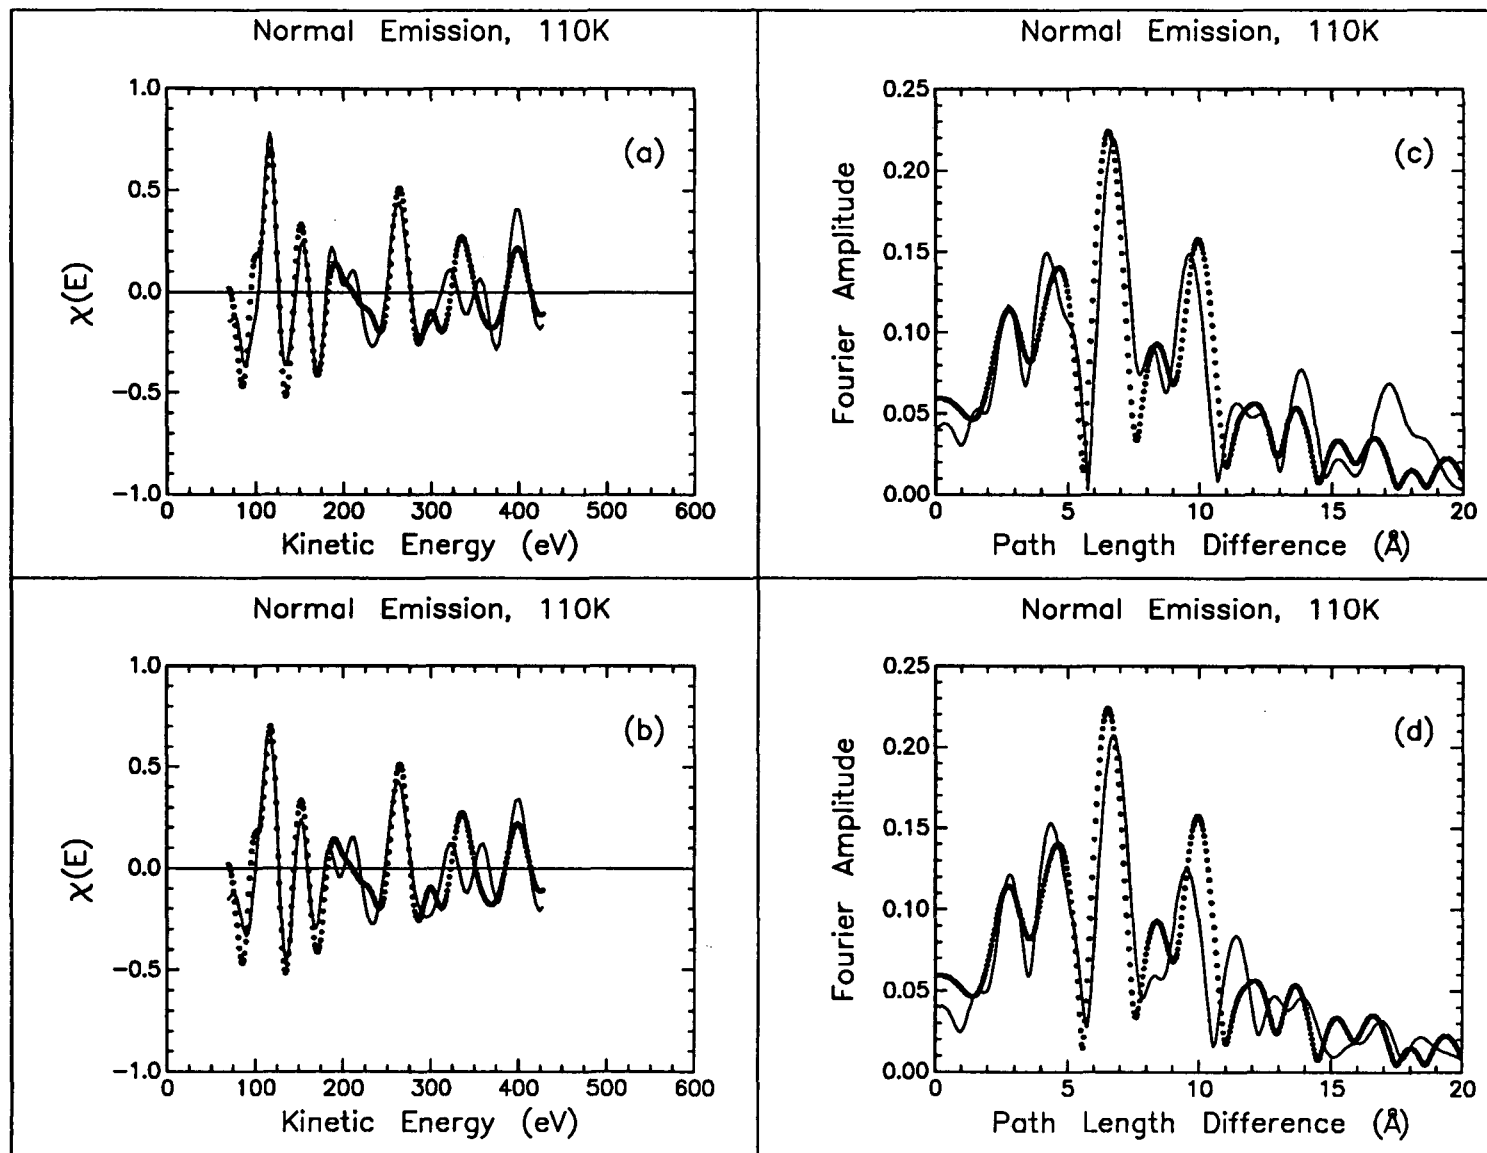 Normal Emission, 110K
(a)
χ(E)
1.0
0.5
0.0
−0.5
−1.0
0 100 200 300 400 500 600
Kinetic Energy (eV)
Normal Emission, 110K
(c)
Fourier Amplitude
0.25
0.20
0.15
0.10
0.05
0.00
0 5 10 15 20
Path Length Difference (Å)
Normal Emission, 110K
(b)
χ(E)
1.0
0.5
0.0
−0.5
−1.0
0 100 200 300 400 500 600
Kinetic Energy (eV)
Normal Emission, 110K
(d)
Fourier Amplitude
0.25
0.20
0.15
0.10
0.05
0.00
0 5 10 15 20
Path Length Difference (Å)